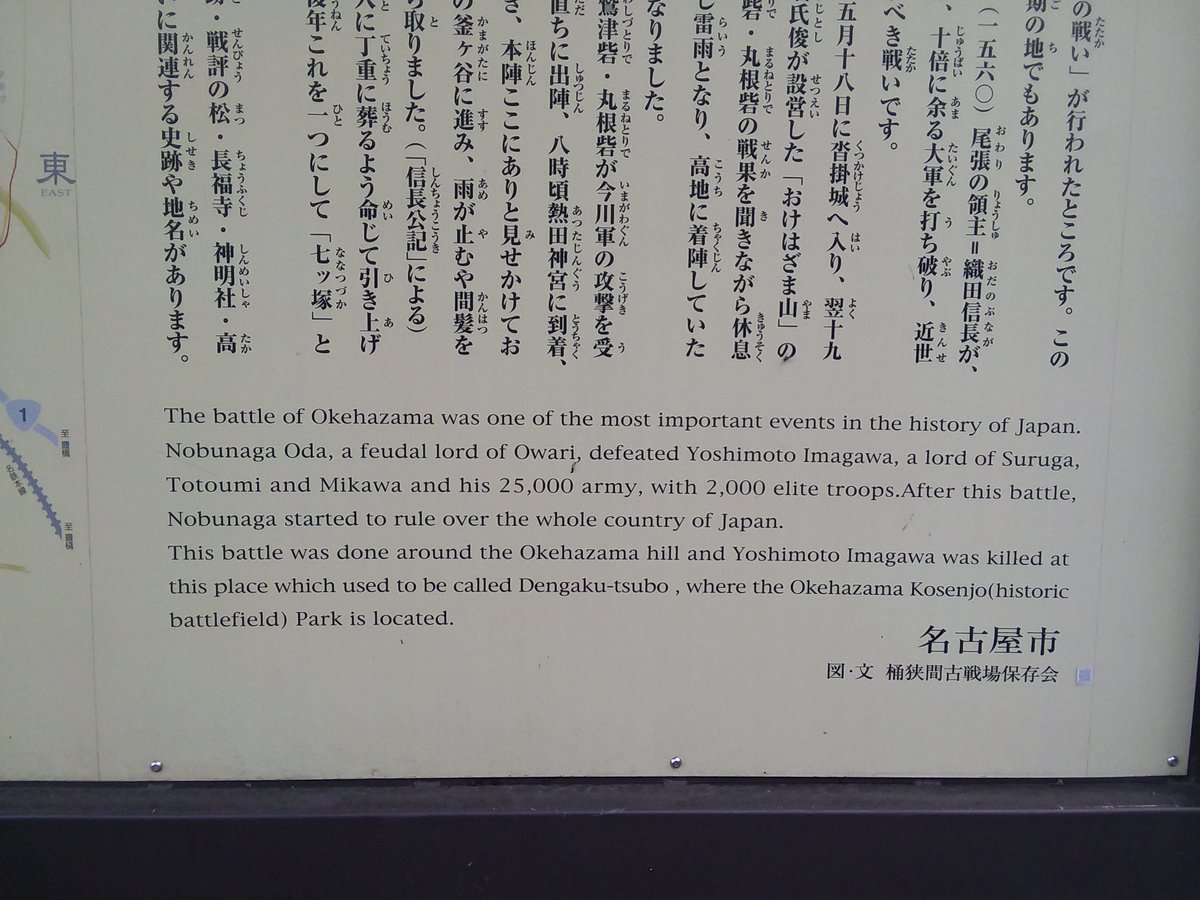 の戦い」が行われたところです。この
期の地でもあります。
（一五六〇）尾張の領主＝織田信長が、
、十倍に余る大軍を打ち破り、近世
べき戦いです。
五月十八日に沓掛城へ入り、翌十九
氏俊が設営した「おけはざま山」の
砦・丸根砦の戦果を聞きながら休息
し雷雨となり、高地に着陣していた
なりました。
鷲津砦・丸根砦が今川軍の攻撃を受
直ちに出陣、八時頃熱田神宮に到着、
き、本陣ここにありと見せかけてお
の釜ヶ谷に進み、雨が止むや間髪を
ち取りました。（「信長公記」による）
人に丁重に葬るよう命じて引き上げ
後年これを一つにして「七ッ塚」と
・戦評の松・長福寺・神明社・高
に関連する史跡や地名があります。
東
EAST
1
至豊橋
名鉄本線
至豊橋
The battle of Okehazama was one of the most important events in the history of Japan.
Nobunaga Oda, a feudal lord of Owari, defeated Yoshimoto Imagawa, a lord of Suruga,
Totoumi and Mikawa and his 25,000 army, with 2,000 elite troops.After this battle,
Nobunaga started to rule over the whole country of Japan.
This battle was done around the Okehazama hill and Yoshimoto Imagawa was killed at
this place which used to be called Dengaku-tsubo , where the Okehazama Kosenjo(historic
battlefield) Park is located.
名古屋市
図・文 桶狭間古戦場保存会